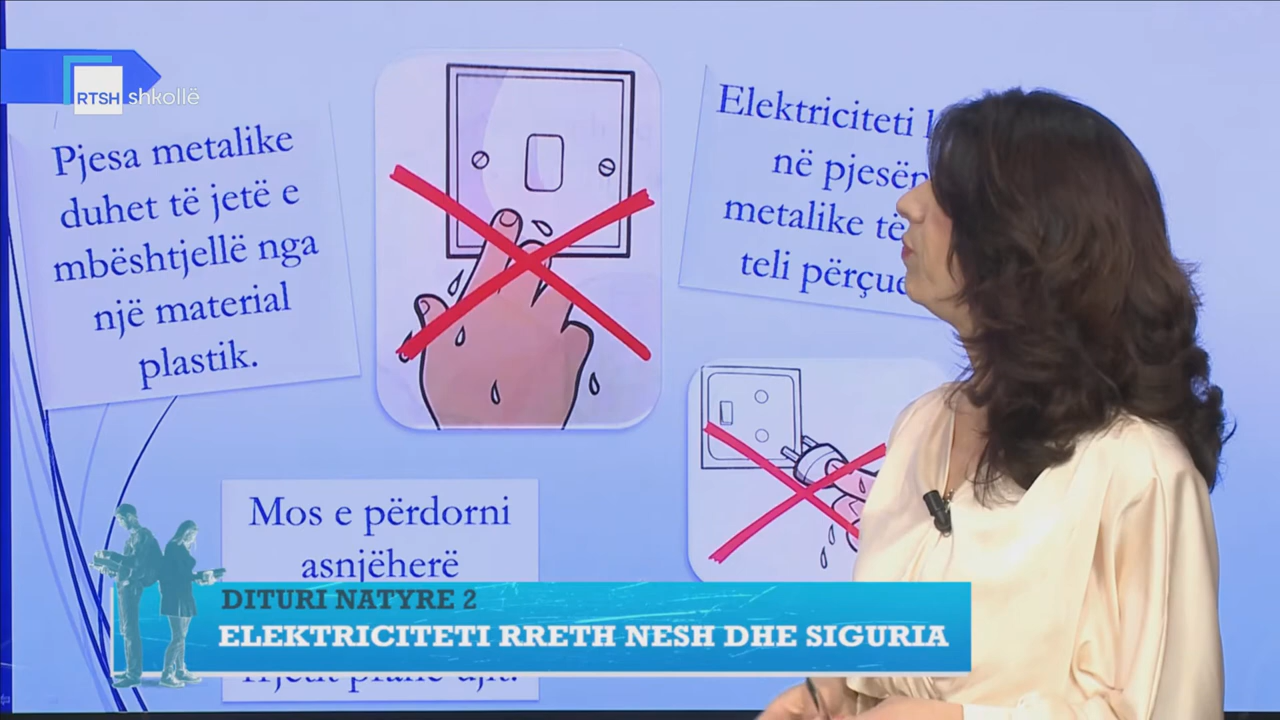 RTSH shkollë
Pjesa metalike
duhet të jetë e
mbështjellë nga
një material
plastik.
Elektriciteti
në pjesën
metalike të
teli
Mos e përdorni
asnjëherë
DITURI NATYRE 2
ELEKTRICITETI RRETH NESH DHE SIGURIA